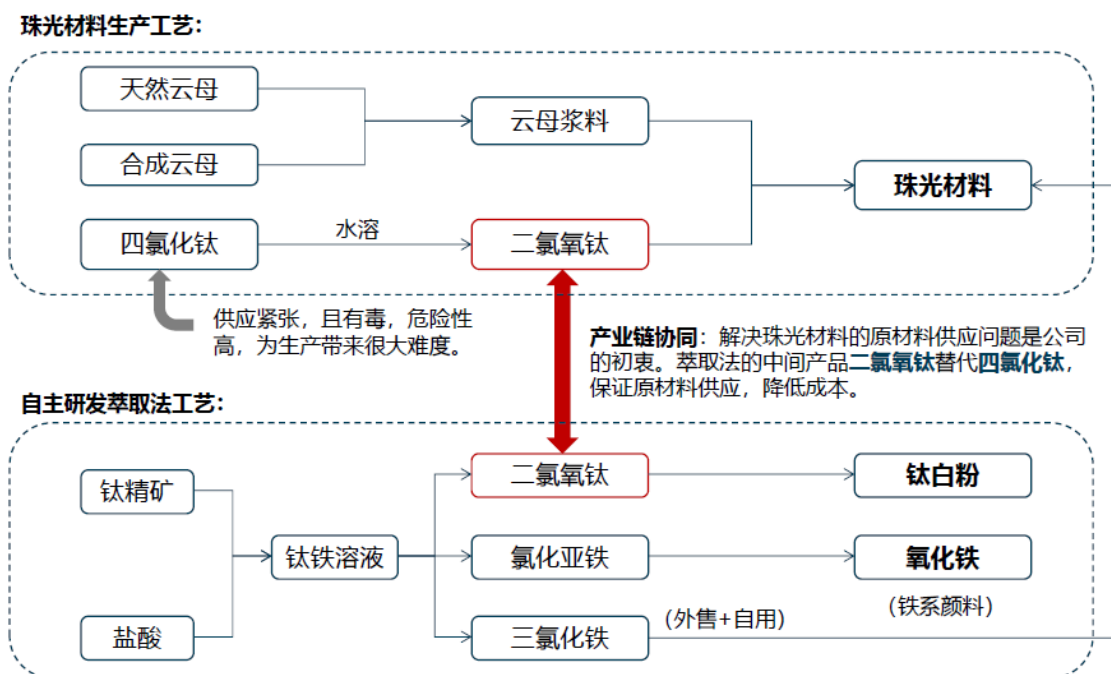 珠光材料生产工艺：
天然云母
云母浆料
合成云母
珠光材料
四氯化钛
水溶
二氯氧钛
供应紧张，且有毒，危险性
高，为生产带来很大难度。
产业链协同：解决珠光材料的原材料供应问题是公司
的初衷。萃取法的中间产品二氯氧钛替代四氯化钛，
保证原材料供应，降低成本。
自主研发萃取法工艺：
钛精矿
二氯氧钛
钛白粉
钛铁溶液
氯化亚铁
氧化铁
（铁系颜料）
盐酸
三氯化铁
（外售+自用）